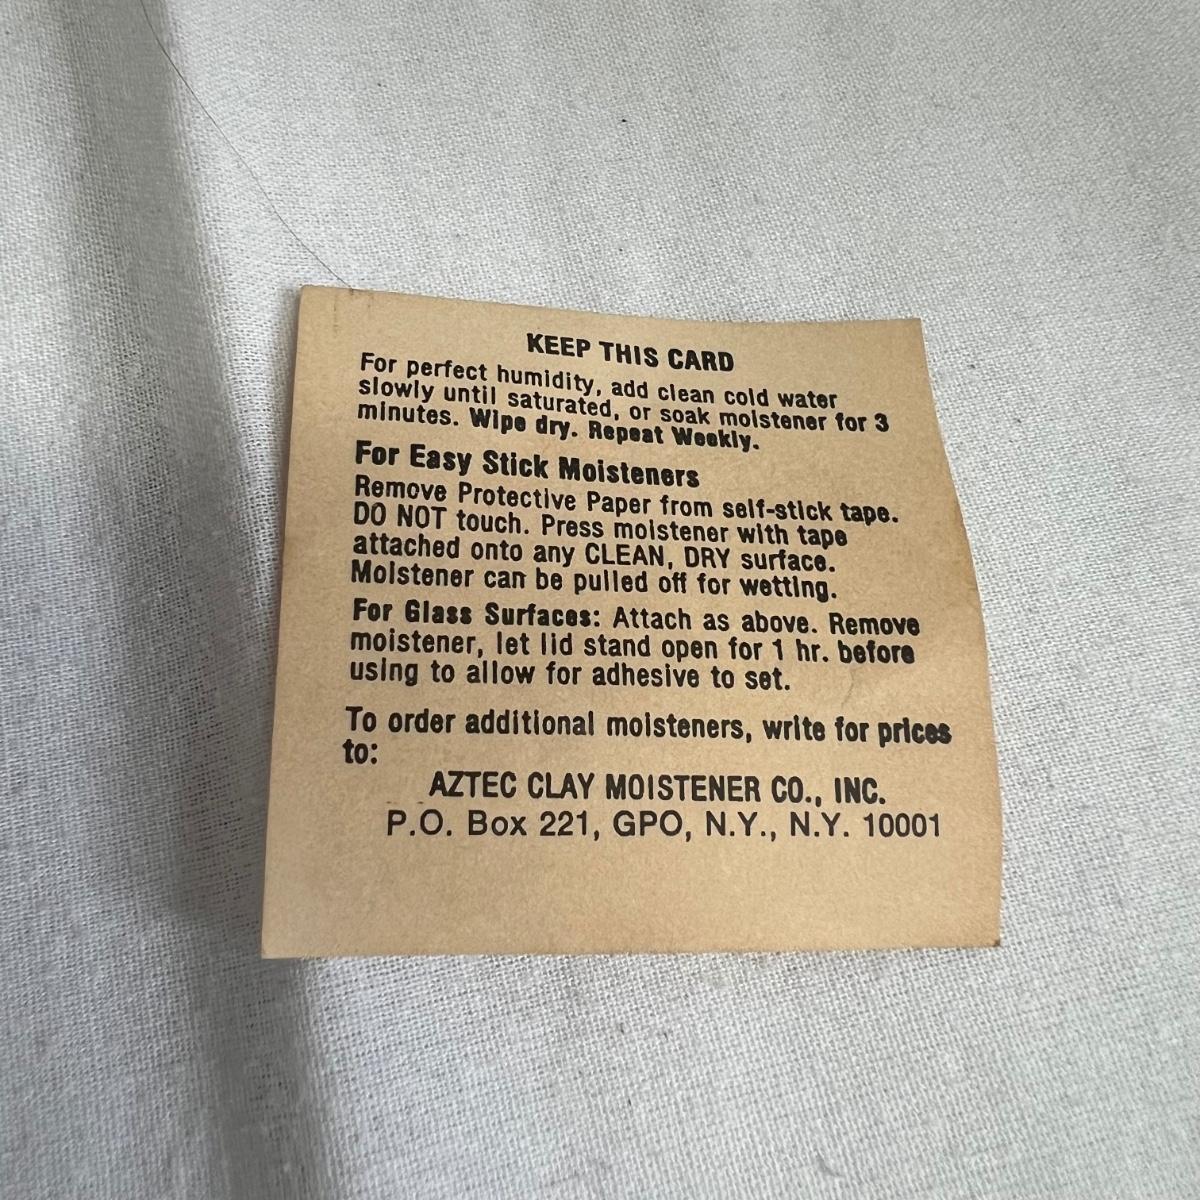 KEEP THIS CARD
For perfect humidity, add clean cold water
slowly until saturated, or soak moistener for 3
minutes. Wipe dry. Repeat Weekly.
For Easy Stick Moisteners
Remove Protective Paper from self-stick tape.
DO NOT touch. Press moistener with tape
attached onto any CLEAN, DRY surface.
Moistener can be pulled off for wetting.
For Glass Surfaces: Attach as above. Remove
moistener, let lid stand open for 1 hr. before
using to allow for adhesive to set.
To order additional moisteners, write for prices
to:
AZTEC CLAY MOISTENER CO., INC.
P.O. Box 221, GPO, N.Y., N.Y. 10001